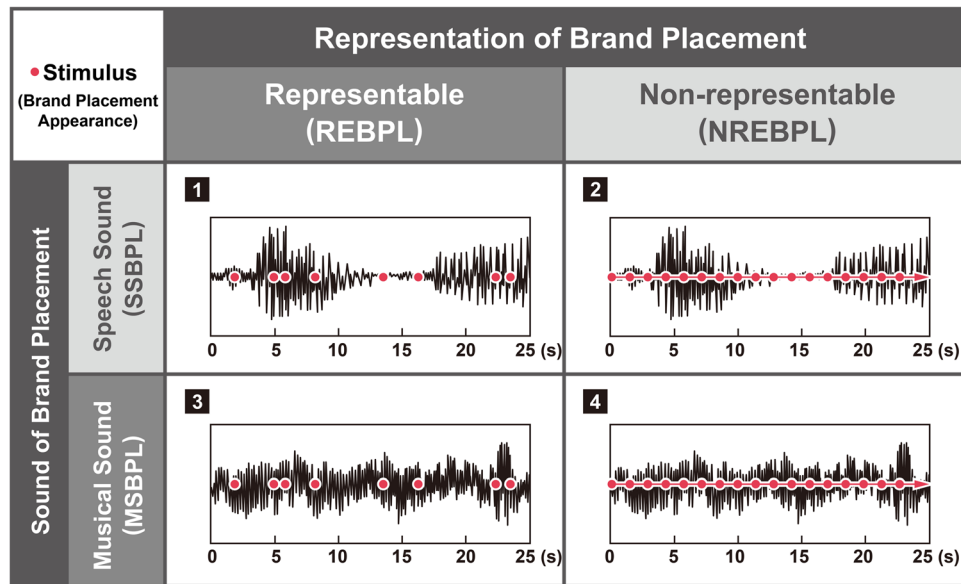 Stimulus
(Brand Placement
Appearance)
Representation of Brand Placement
Representable
(REBPL)
Non-representable
(NREBPL)
Sound of Brand Placement
Speech Sound
(SSBPL)
1
0 5 10 15 20 25 (s)
2
0 5 10 15 20 25 (s)
Musical Sound
(MSBPL)
3
0 5 10 15 20 25 (s)
4
0 5 10 15 20 25 (s)